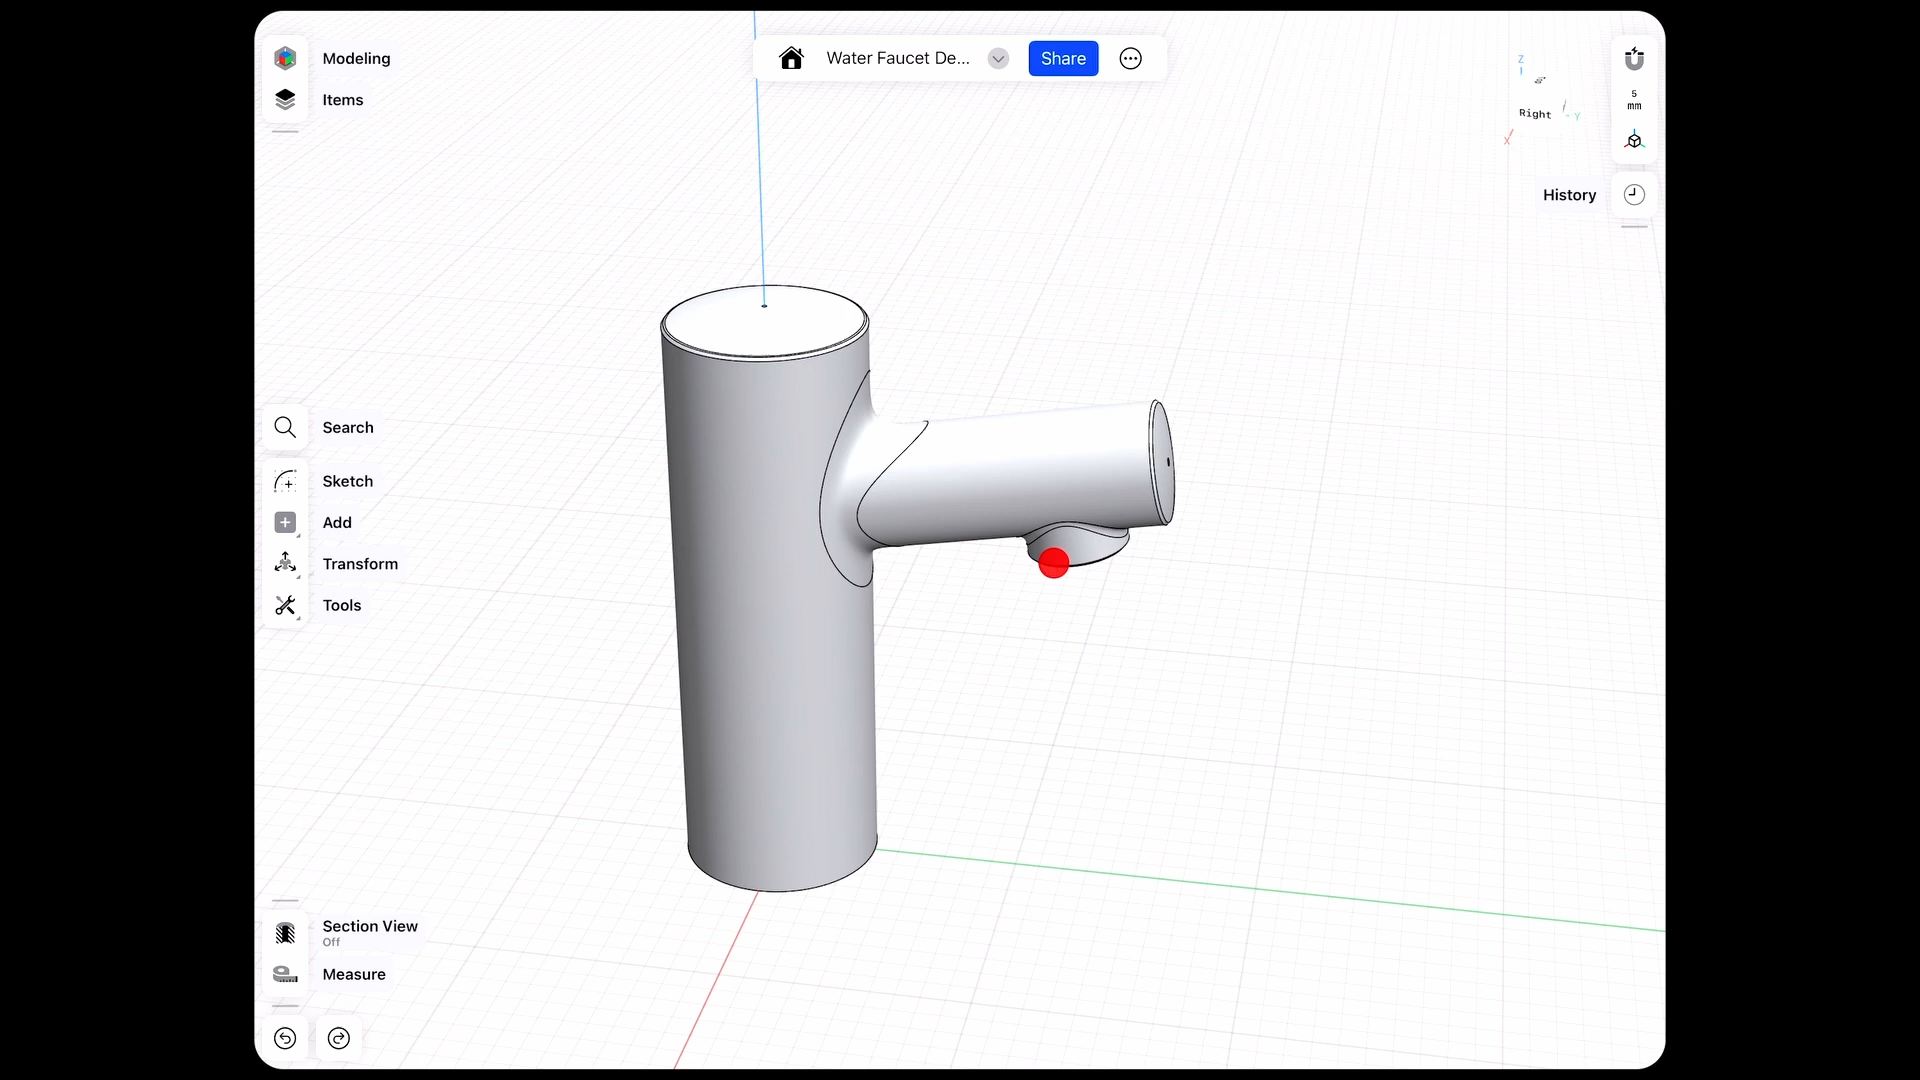 Modeling
Items
Water Faucet De...
Share
Z
Right
Y
X
5
mm
History
Search
Sketch
Add
Transform
Tools
Section View
Off
Measure